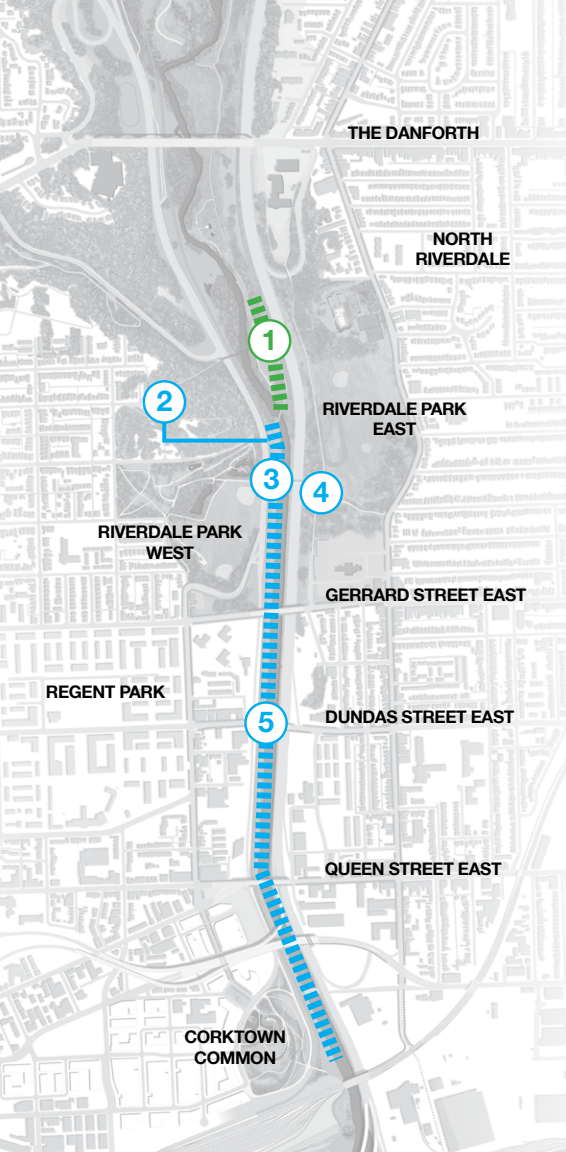 THE DANFORTH
NORTH
RIVERDALE
1
2
RIVERDALE PARK
EAST
3
4
RIVERDALE PARK
WEST
GERRARD STREET EAST
REGENT PARK
DUNDAS STREET EAST
5
QUEEN STREET EAST
CORKTOWN
COMMON